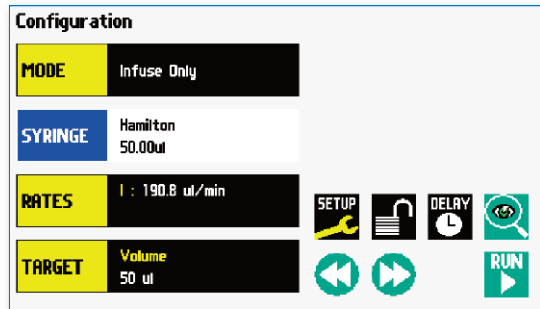 Configuration
MODE
Infuse Only
SYRINGE
Hamilton
50.00ul
RATES
I : 190.8 ul/min
TARGET
Volume
50 ul
SETUP
DELAY
RUN